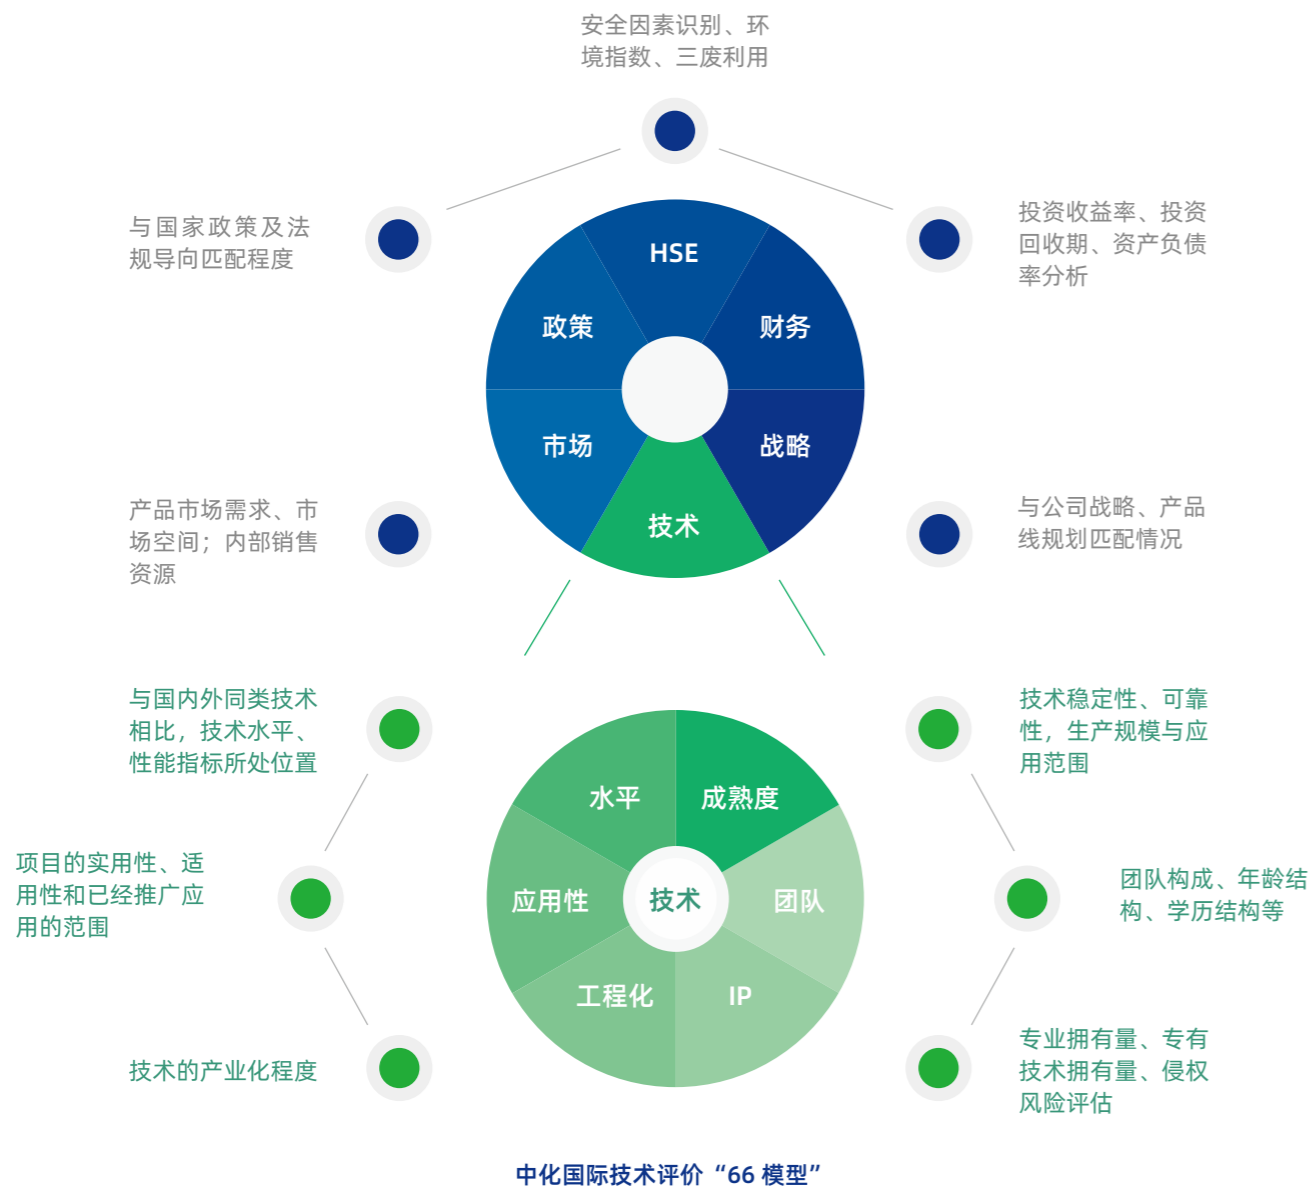 安全因素识别、环
境指数、三废利用
与国家政策及法
规导向匹配程度
投资收益率、投资
回收期、资产负债
率分析
HSE
政策
财务
市场
战略
技术
产品市场需求、市
场空间；内部销售
资源
与公司战略、产品
线规划匹配情况
与国内外同类技术
相比，技术水平、
性能指标所处位置
技术稳定性、可靠
性，生产规模与应
用范围
水平
成熟度
应用性
技术
团队
工程化
IP
项目的实用性、适
用性和已经推广应
用的范围
团队构成、年龄结
构、学历结构等
技术的产业化程度
专业拥有量、专有
技术拥有量、侵权
风险评估
中化国际技术评价“66 模型”